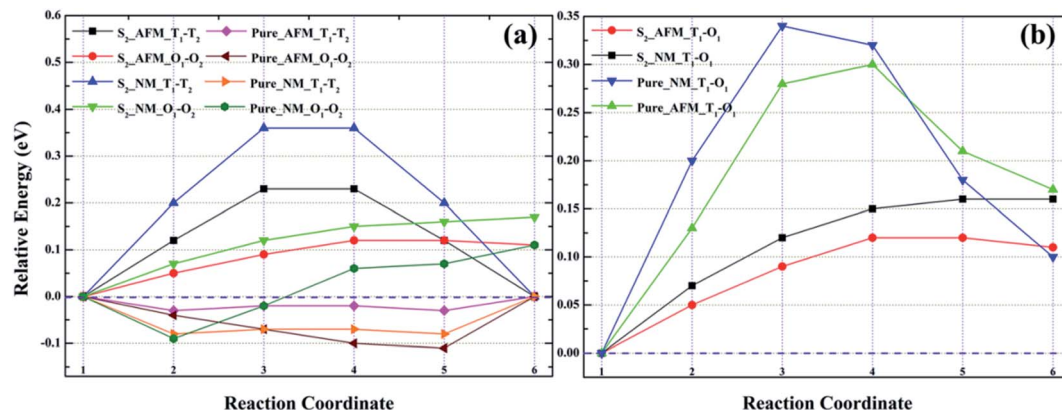 (a)
S₂_AFM_T₁-T₂ Pure_AFM_T₁-T₂
S₂_AFM_O₁-O₂ Pure_AFM_O₁-O₂
S₂_NM_T₁-T₂ Pure_NM_T₁-T₂
S₂_NM_O₁-O₂ Pure_NM_O₁-O₂
Relative Energy (eV)
0.6
0.5
0.4
0.3
0.2
0.1
0.0
-0.1
1 2 3 4 5 6
Reaction Coordinate
(b)
S₂_AFM_T₁-O₁
S₂_NM_T₁-O₁
Pure_NM_T₁-O₁
Pure_AFM_T₁-O₁
0.35
0.30
0.25
0.20
0.15
0.10
0.05
0.00
1 2 3 4 5 6
Reaction Coordinate